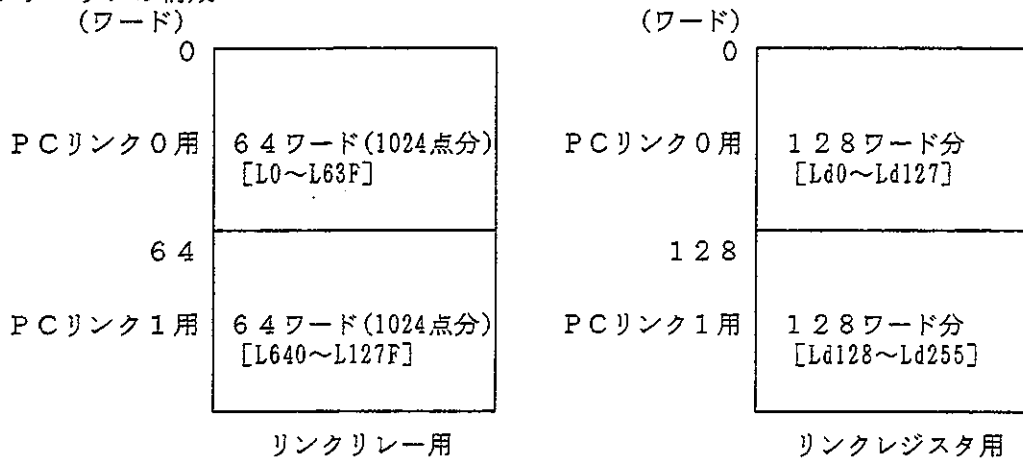 (ワード)
0
PCリンク0用
64ワード(1024点分)
[L0~L63F]
64
PCリンク1用
64ワード(1024点分)
[L640~L127F]
リンクリレー用
(ワード)
0
PCリンク0用
128ワード分
[Ld0~Ld127]
128
PCリンク1用
128ワード分
[Ld128~Ld255]
リンクレジスタ用